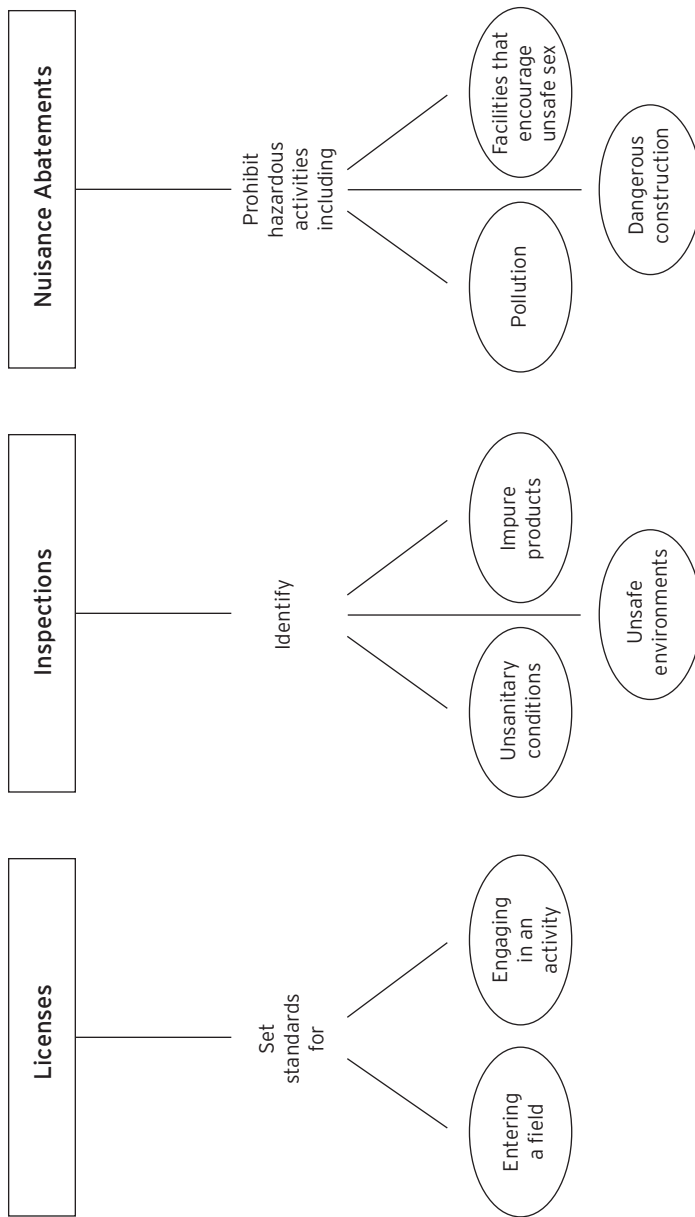 Licenses
Set
standards
for
Entering
a field
Engaging
in an
activity
Inspections
Identify
Unsanitary
conditions
Impure
products
Unsafe
environments
Nuisance Abatements
Prohibit
hazardous
activities
including
Pollution
Facilities that
encourage
unsafe sex
Dangerous
construction